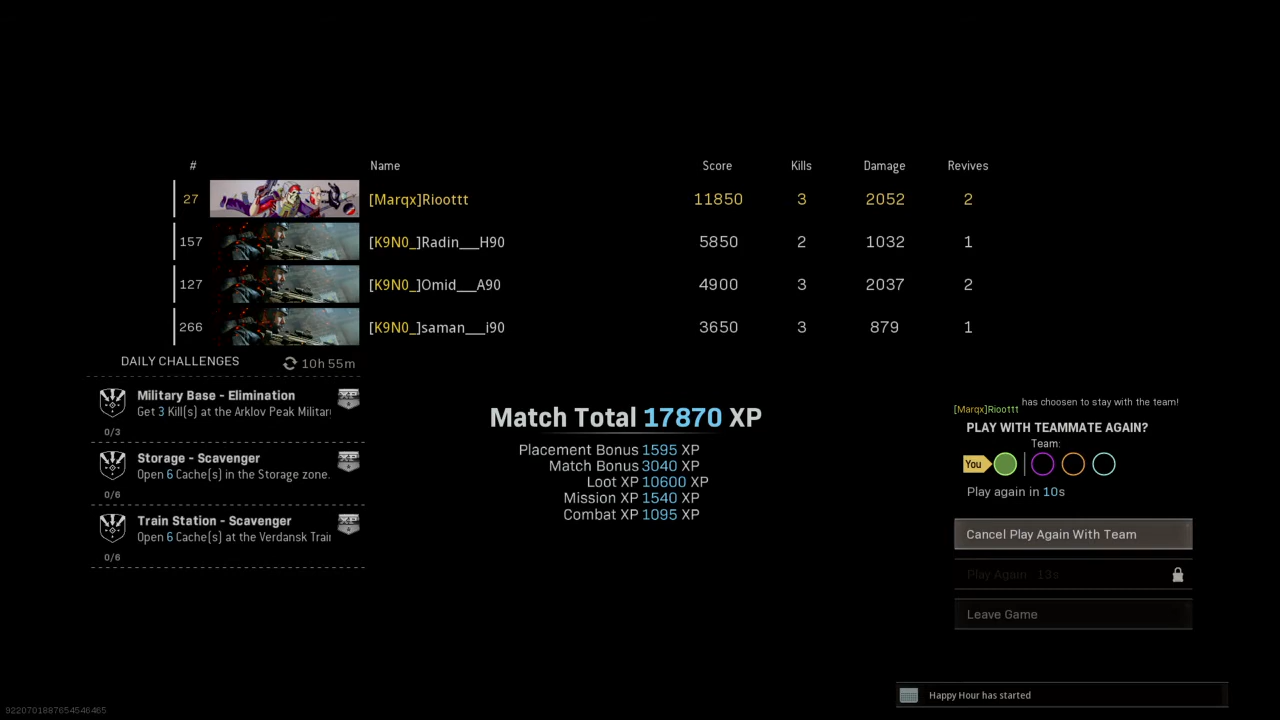 # Name Score Kills Damage Revives
27 [Marqx]Rioottt 11850 3 2052 2
157 [K9N0_]Radin___H90 5850 2 1032 1
127 [K9N0_]Omid___A90 4900 3 2037 2
266 [K9N0_]saman___i90 3650 3 879 1
DAILY CHALLENGES 10h 55m
Military Base - Elimination
Get 3 Kill(s) at the Arklov Peak Militar
0/3
Storage - Scavenger
Open 6 Cache(s) in the Storage zone.
0/6
Train Station - Scavenger
Open 6 Cache(s) at the Verdansk Trai
0/6
Match Total 17870 XP
Placement Bonus 1595 XP
Match Bonus 3040 XP
Loot XP 10600 XP
Mission XP 1540 XP
Combat XP 1095 XP
[Marqx]Rioottt has choosen to stay with the team!
PLAY WITH TEAMMATE AGAIN?
Team:
You
Play again in 10s
Cancel Play Again With Team
Play Again 13s
Leave Game
Happy Hour has started
9220701887654546465